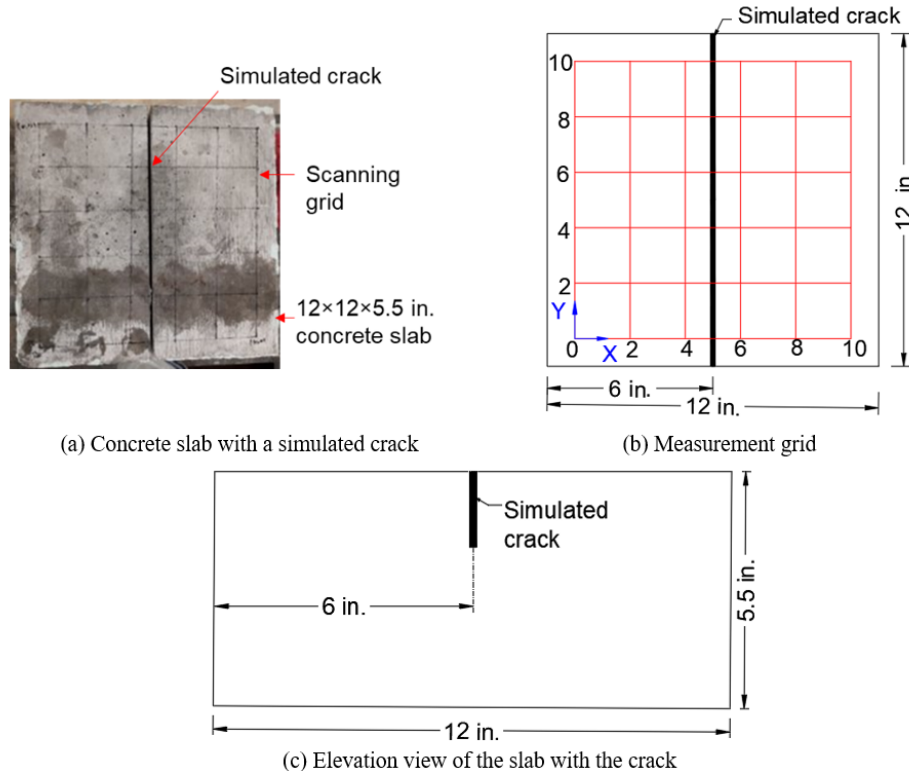 Simulated
crack
Scanning
grid
12×12×5.5 in.
concrete slab
(a) Concrete slab with a simulated crack
Simulated crack
10
8
6
4
2
Y
0
X
2
4
6
8
10
12 in.
6 in.
12 in.
(b) Measurement grid
Simulated
crack
6 in.
5.5 in.
12 in.
(c) Elevation view of the slab with the crack